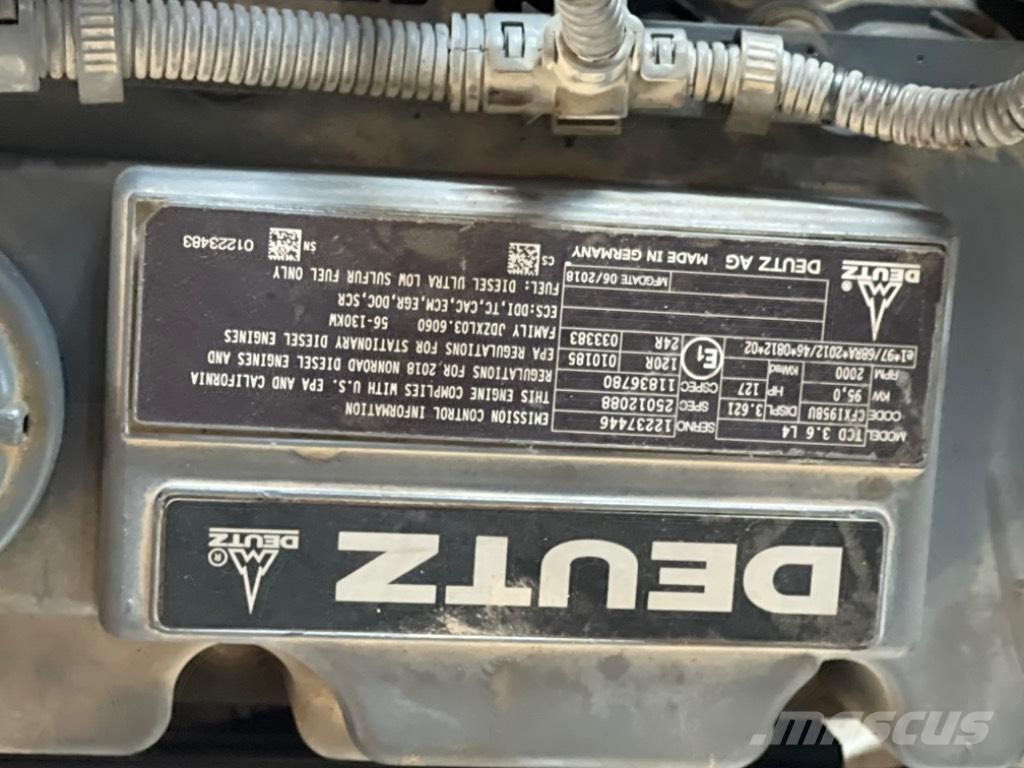 DEUTZ
DEUTZ ®
MODEL TCD 3.6 L4
CODE CFXI95BU DISPL 3.621
KW 95.0 HP 127
RPM 2000 KWred
e1*97/68RA*2012/46*0812*02
SERNO 12237446
SPEC 25012088
CSPEC 11836780
E1 120R 010185
24R 033383
MFGDATE 06/2018
DEUTZ
DEUTZ AG MADE IN GERMANY
EMISSION CONTROL INFORMATION
THIS ENGINE COMPLIES WITH U.S. EPA AND CALIFORNIA
REGULATIONS FOR 2018 NONROAD DIESEL ENGINES AND
EPA REGULATIONS FOR STATIONARY DIESEL ENGINES
FAMILY JDZXL03.6060 56-130KW
ECS:DDI,TC,CAC,ECM,EGR,DOC,SCR
FUEL: DIESEL ULTRA LOW SULFUR FUEL ONLY
CS
SN
01223483
mascus